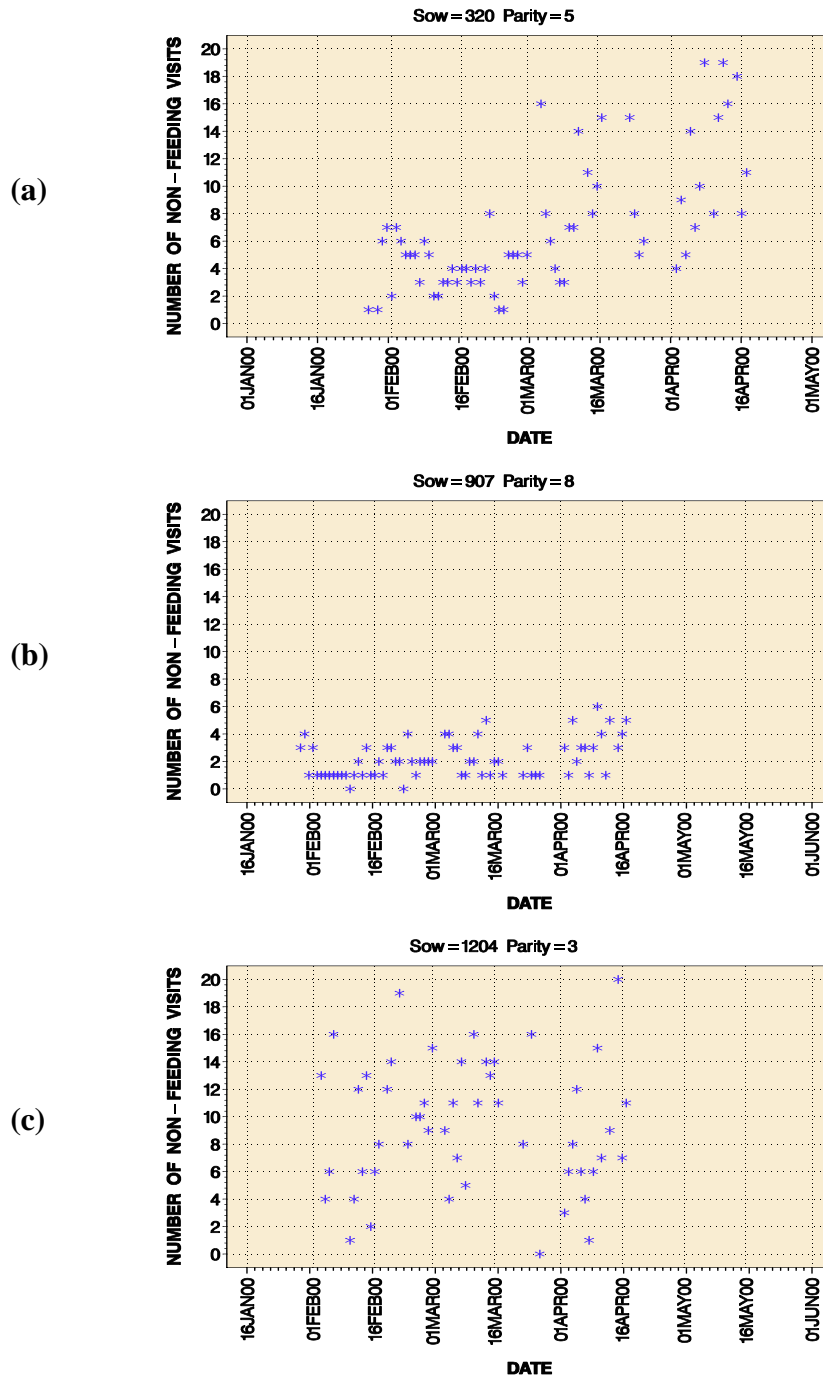 Sow=320 Parity=5
(a)
NUMBER OF NON-FEEDING VISITS
20
18
16
14
12
10
8
6
4
2
0
01JAN00
16JAN00
01FEB00
16FEB00
01MAR00
16MAR00
01APR00
16APR00
01MAY00
DATE
Sow=907 Parity=8
(b)
NUMBER OF NON-FEEDING VISITS
20
18
16
14
12
10
8
6
4
2
0
16JAN00
01FEB00
16FEB00
01MAR00
16MAR00
01APR00
16APR00
01MAY00
16MAY00
01JUN00
DATE
Sow=1204 Parity=3
(c)
NUMBER OF NON-FEEDING VISITS
20
18
16
14
12
10
8
6
4
2
0
16JAN00
01FEB00
16FEB00
01MAR00
16MAR00
01APR00
16APR00
01MAY00
16MAY00
01JUN00
DATE